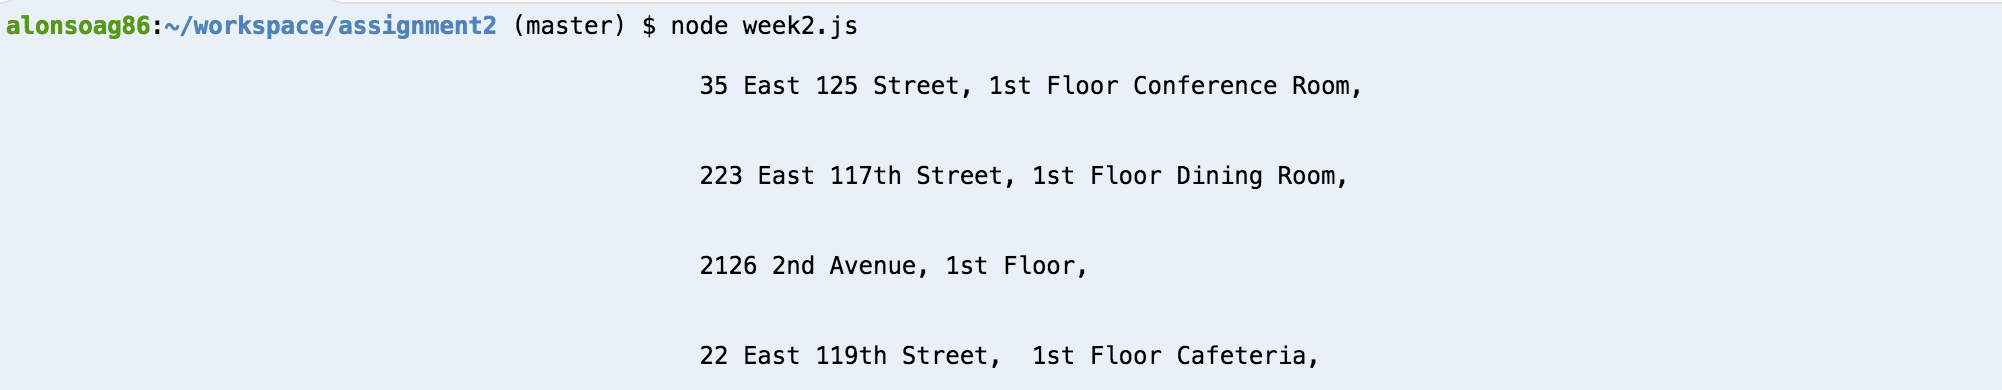 alonsoag86:~/workspace/assignment2 (master) $ node week2.js
35 East 125 Street, 1st Floor Conference Room,
223 East 117th Street, 1st Floor Dining Room,
2126 2nd Avenue, 1st Floor,
22 East 119th Street,  1st Floor Cafeteria,